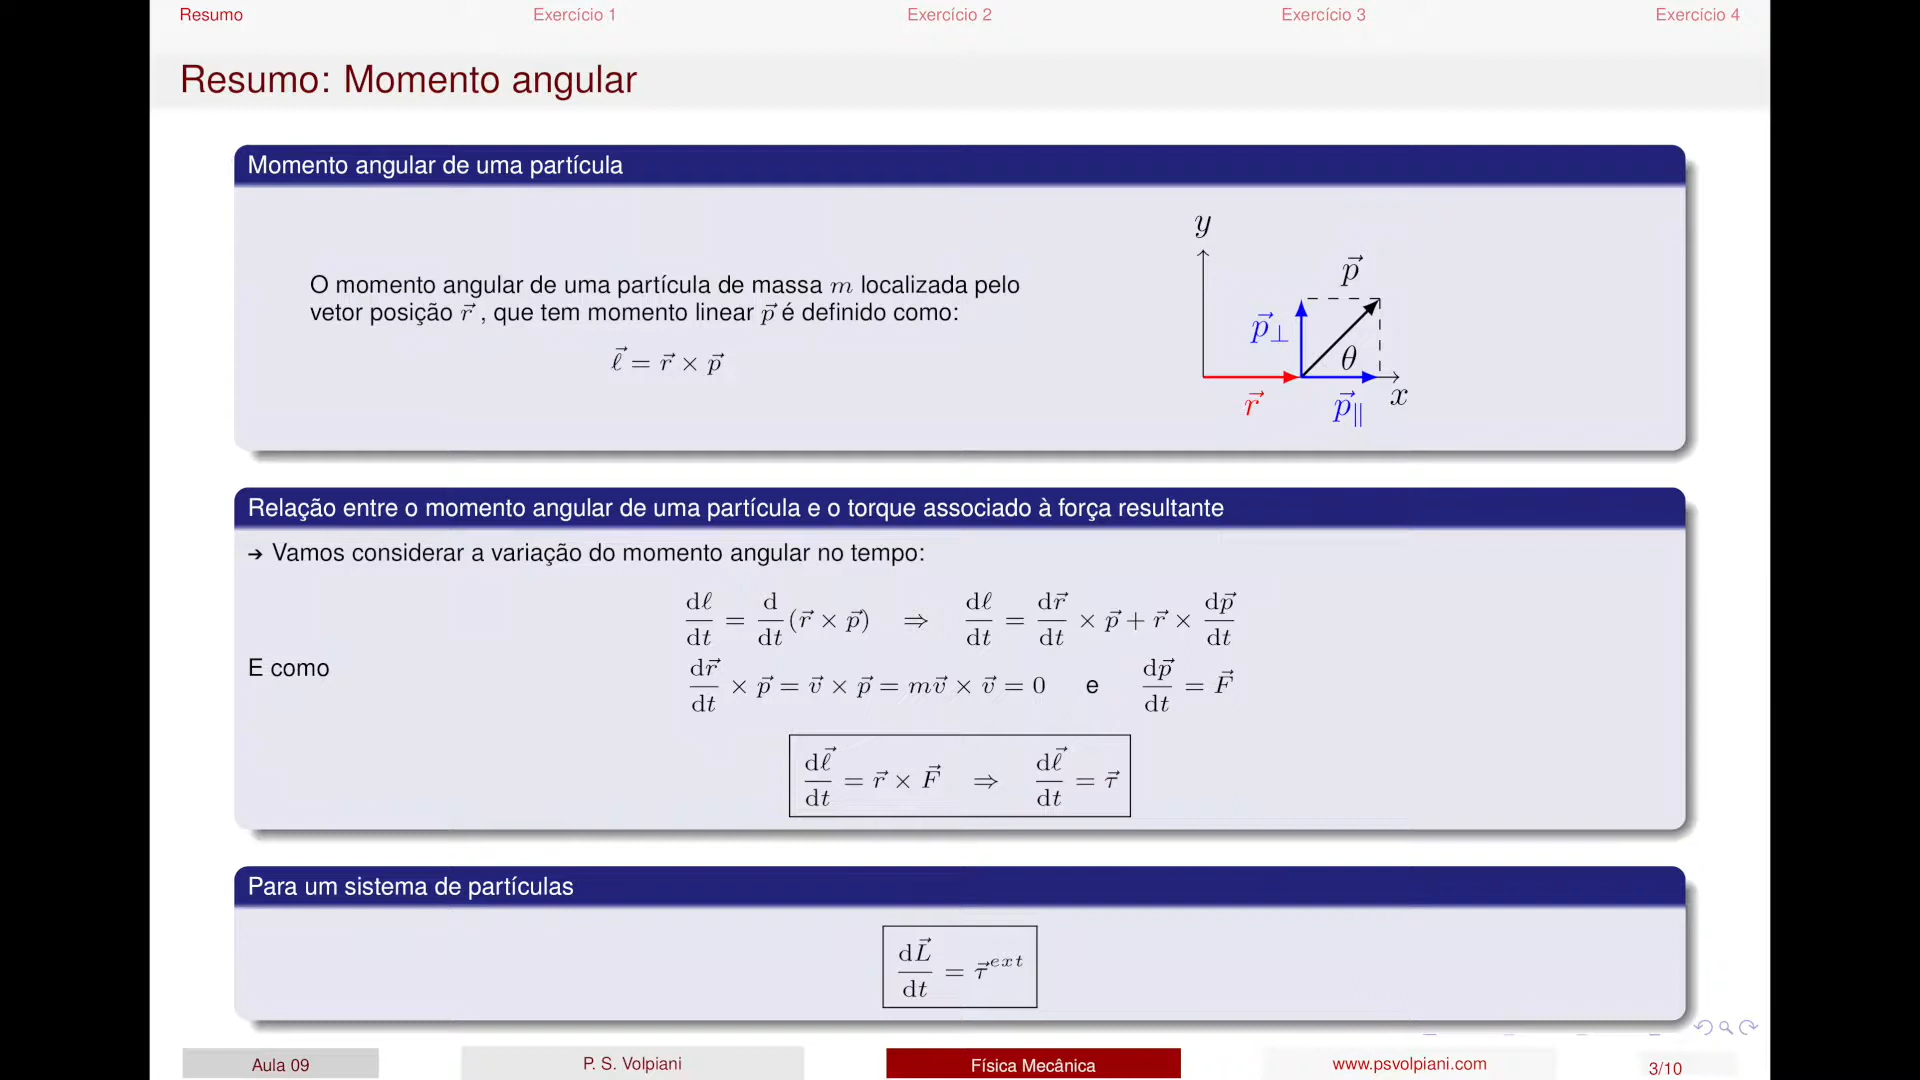 Resumo Exercício 1 Exercício 2 Exercício 3 Exercício 4
Resumo: Momento angular
Momento angular de uma partícula
O momento angular de uma partícula de massa m localizada pelo
vetor posição r⃗ , que tem momento linear p⃗ é definido como:
ℓ⃗ = r⃗ × p⃗
y
p⃗
p⃗⊥
θ
r⃗
p⃗∥
x
Relação entre o momento angular de uma partícula e o torque associado à força resultante
➔ Vamos considerar a variação do momento angular no tempo:
dℓ/dt = d/dt (r⃗ × p⃗) ⇒ dℓ/dt = dr⃗/dt × p⃗ + r⃗ × dp⃗/dt
E como
dr⃗/dt × p⃗ = v⃗ × p⃗ = mv⃗ × v⃗ = 0 e dp⃗/dt = F⃗
dℓ⃗/dt = r⃗ × F⃗ ⇒ dℓ⃗/dt = τ⃗
Para um sistema de partículas
dL⃗/dt = τ⃗^ext
Aula 09 P. S. Volpiani Física Mecânica www.psvolpiani.com 3/10